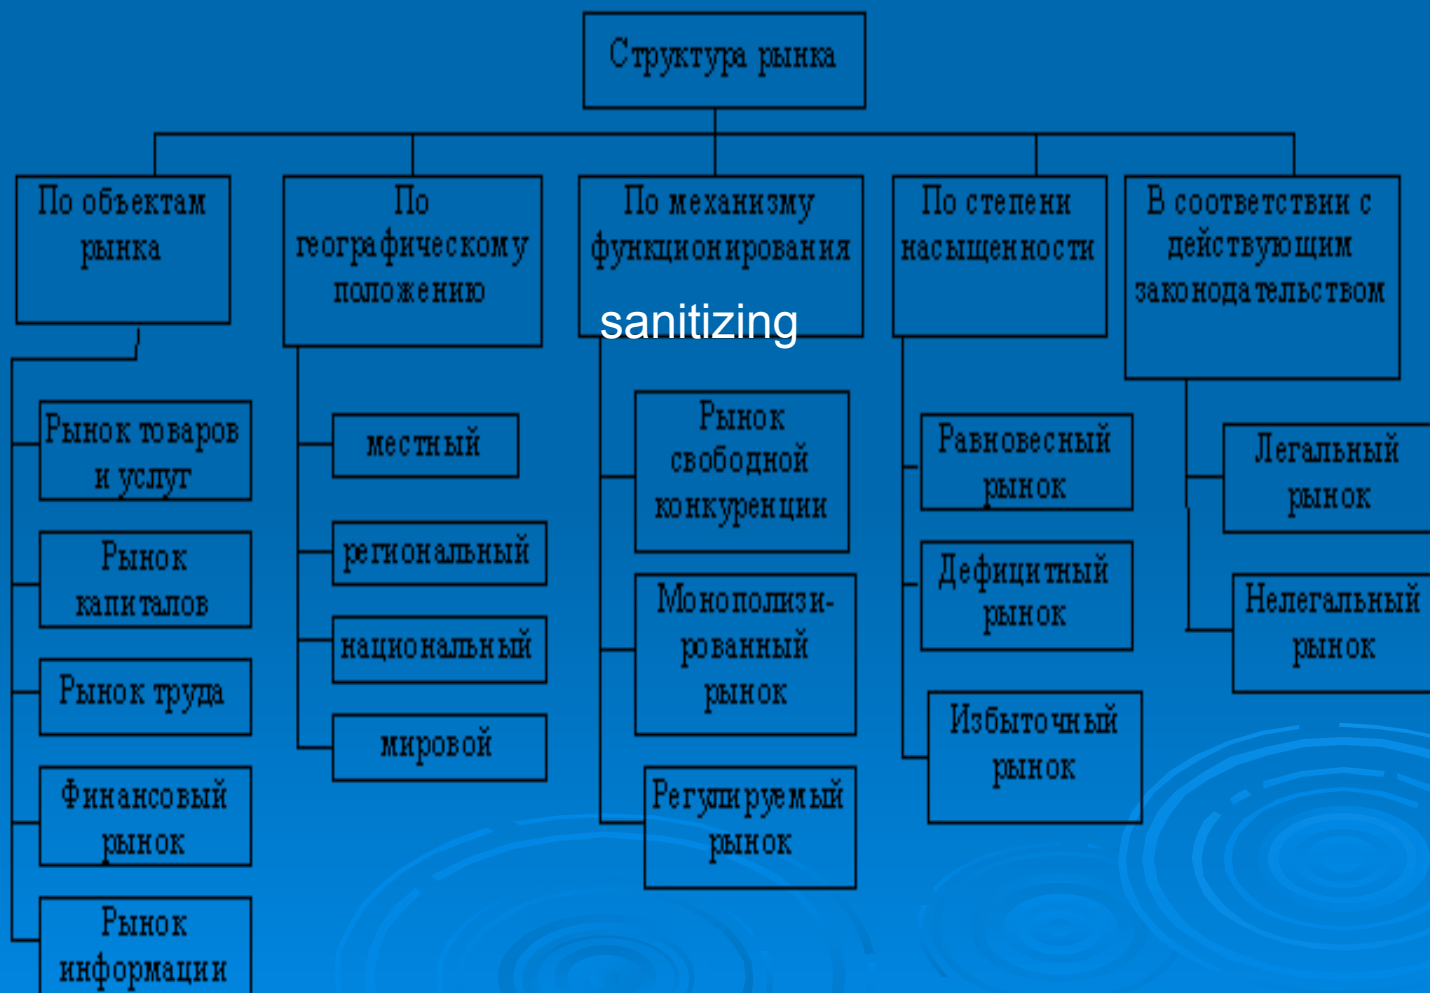 Структура рынка
По объектам
рынка
По
географическому
положению
По механизму
функционирования
sanitizing
По степени
насыщенности
В соответствии с
действующим
законодательством
Рынок товаров
и услуг
Рынок
капиталов
Рынок труда
Финансовый
рынок
Рынок
информации
местный
региональный
национальный
мировой
Рынок
свободной
конкуренции
Монополизи-
рованный
рынок
Регулируемый
рынок
Равновесный
рынок
Дефицитный
рынок
Избыточный
рынок
Легальный
рынок
Нелегальный
рынок